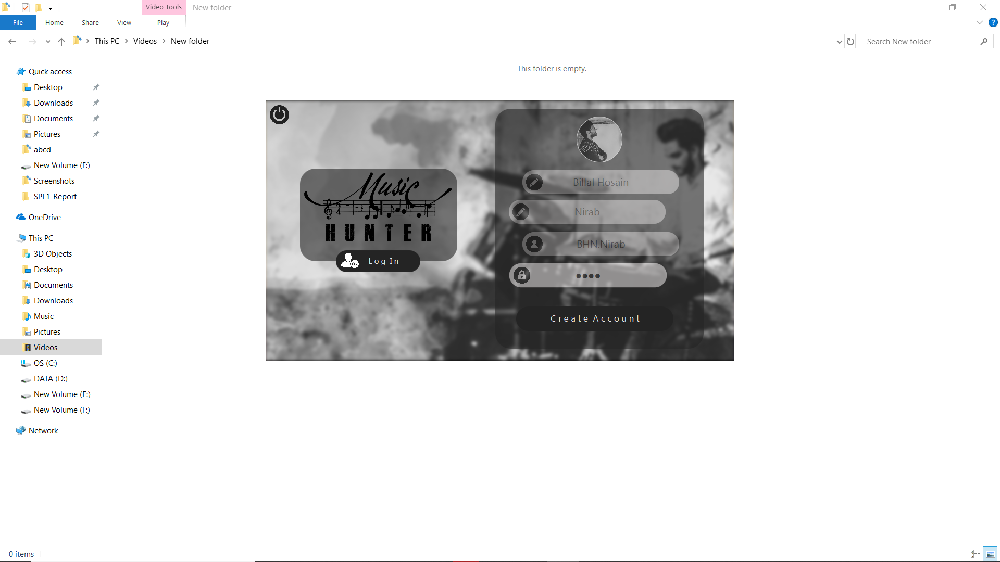 Video Tools New folder
File Home Share View Play
This PC Videos New folder
Search New folder
This folder is empty.
Quick access
Desktop
Downloads
Documents
Pictures
abcd
New Volume (F:)
Screenshots
SPL1_Report
OneDrive
This PC
3D Objects
Desktop
Documents
Downloads
Music
Pictures
Videos
OS (C:)
DATA (D:)
New Volume (E:)
New Volume (F:)
Network
Music
4
4
HUNTER
Log In
Billal Hosain
Nirab
BHN.Nirab
••••
Create Account
0 items